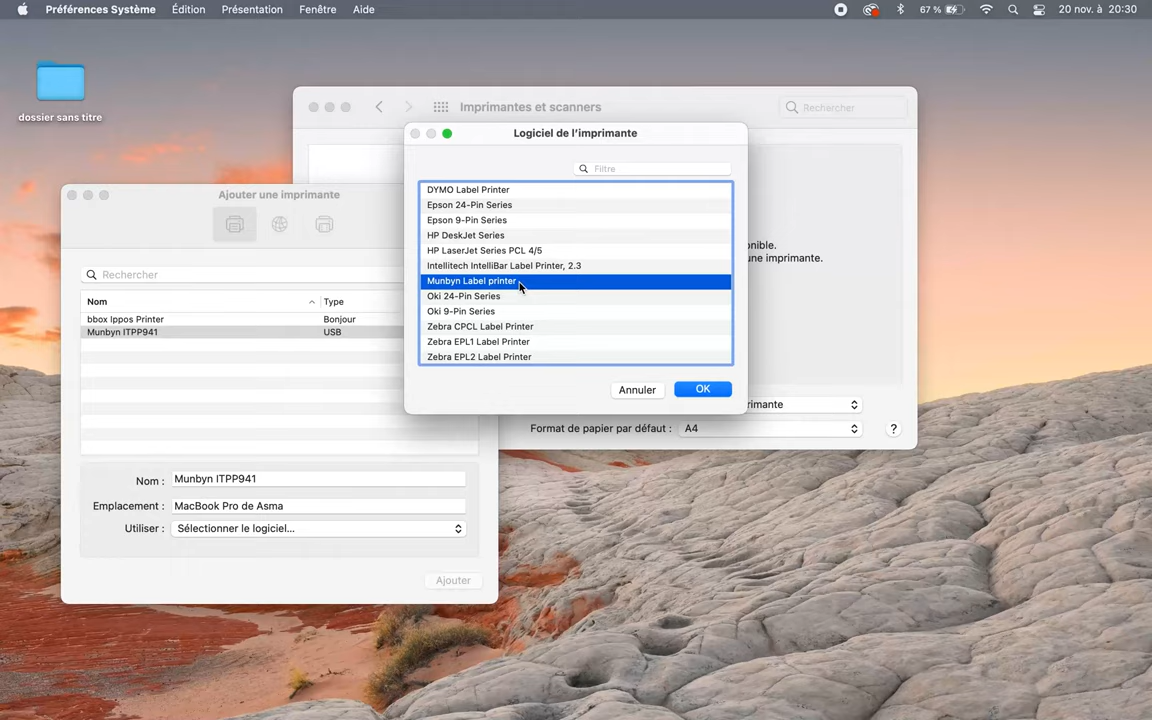 Préférences Système Édition Présentation Fenêtre Aide 67 % 20 nov. à 20:30
dossier sans titre
Imprimantes et scanners
Rechercher
Logiciel de l'imprimante
Filtre
DYMO Label Printer
Epson 24-Pin Series
Epson 9-Pin Series
HP DeskJet Series
HP LaserJet Series PCL 4/5
Intellitech IntelliBar Label Printer, 2.3
Munbyn Label printer
Oki 24-Pin Series
Oki 9-Pin Series
Zebra CPCL Label Printer
Zebra EPL1 Label Printer
Zebra EPL2 Label Printer
Annuler OK
une imprimante.
Format de papier par défaut : A4 ?
Ajouter une imprimante
Rechercher
Nom Type
bbox Ippos Printer Bonjour
Munbyn ITPP941 USB
Nom : Munbyn ITPP941
Emplacement : MacBook Pro de Asma
Utiliser : Sélectionner le logiciel...
Ajouter